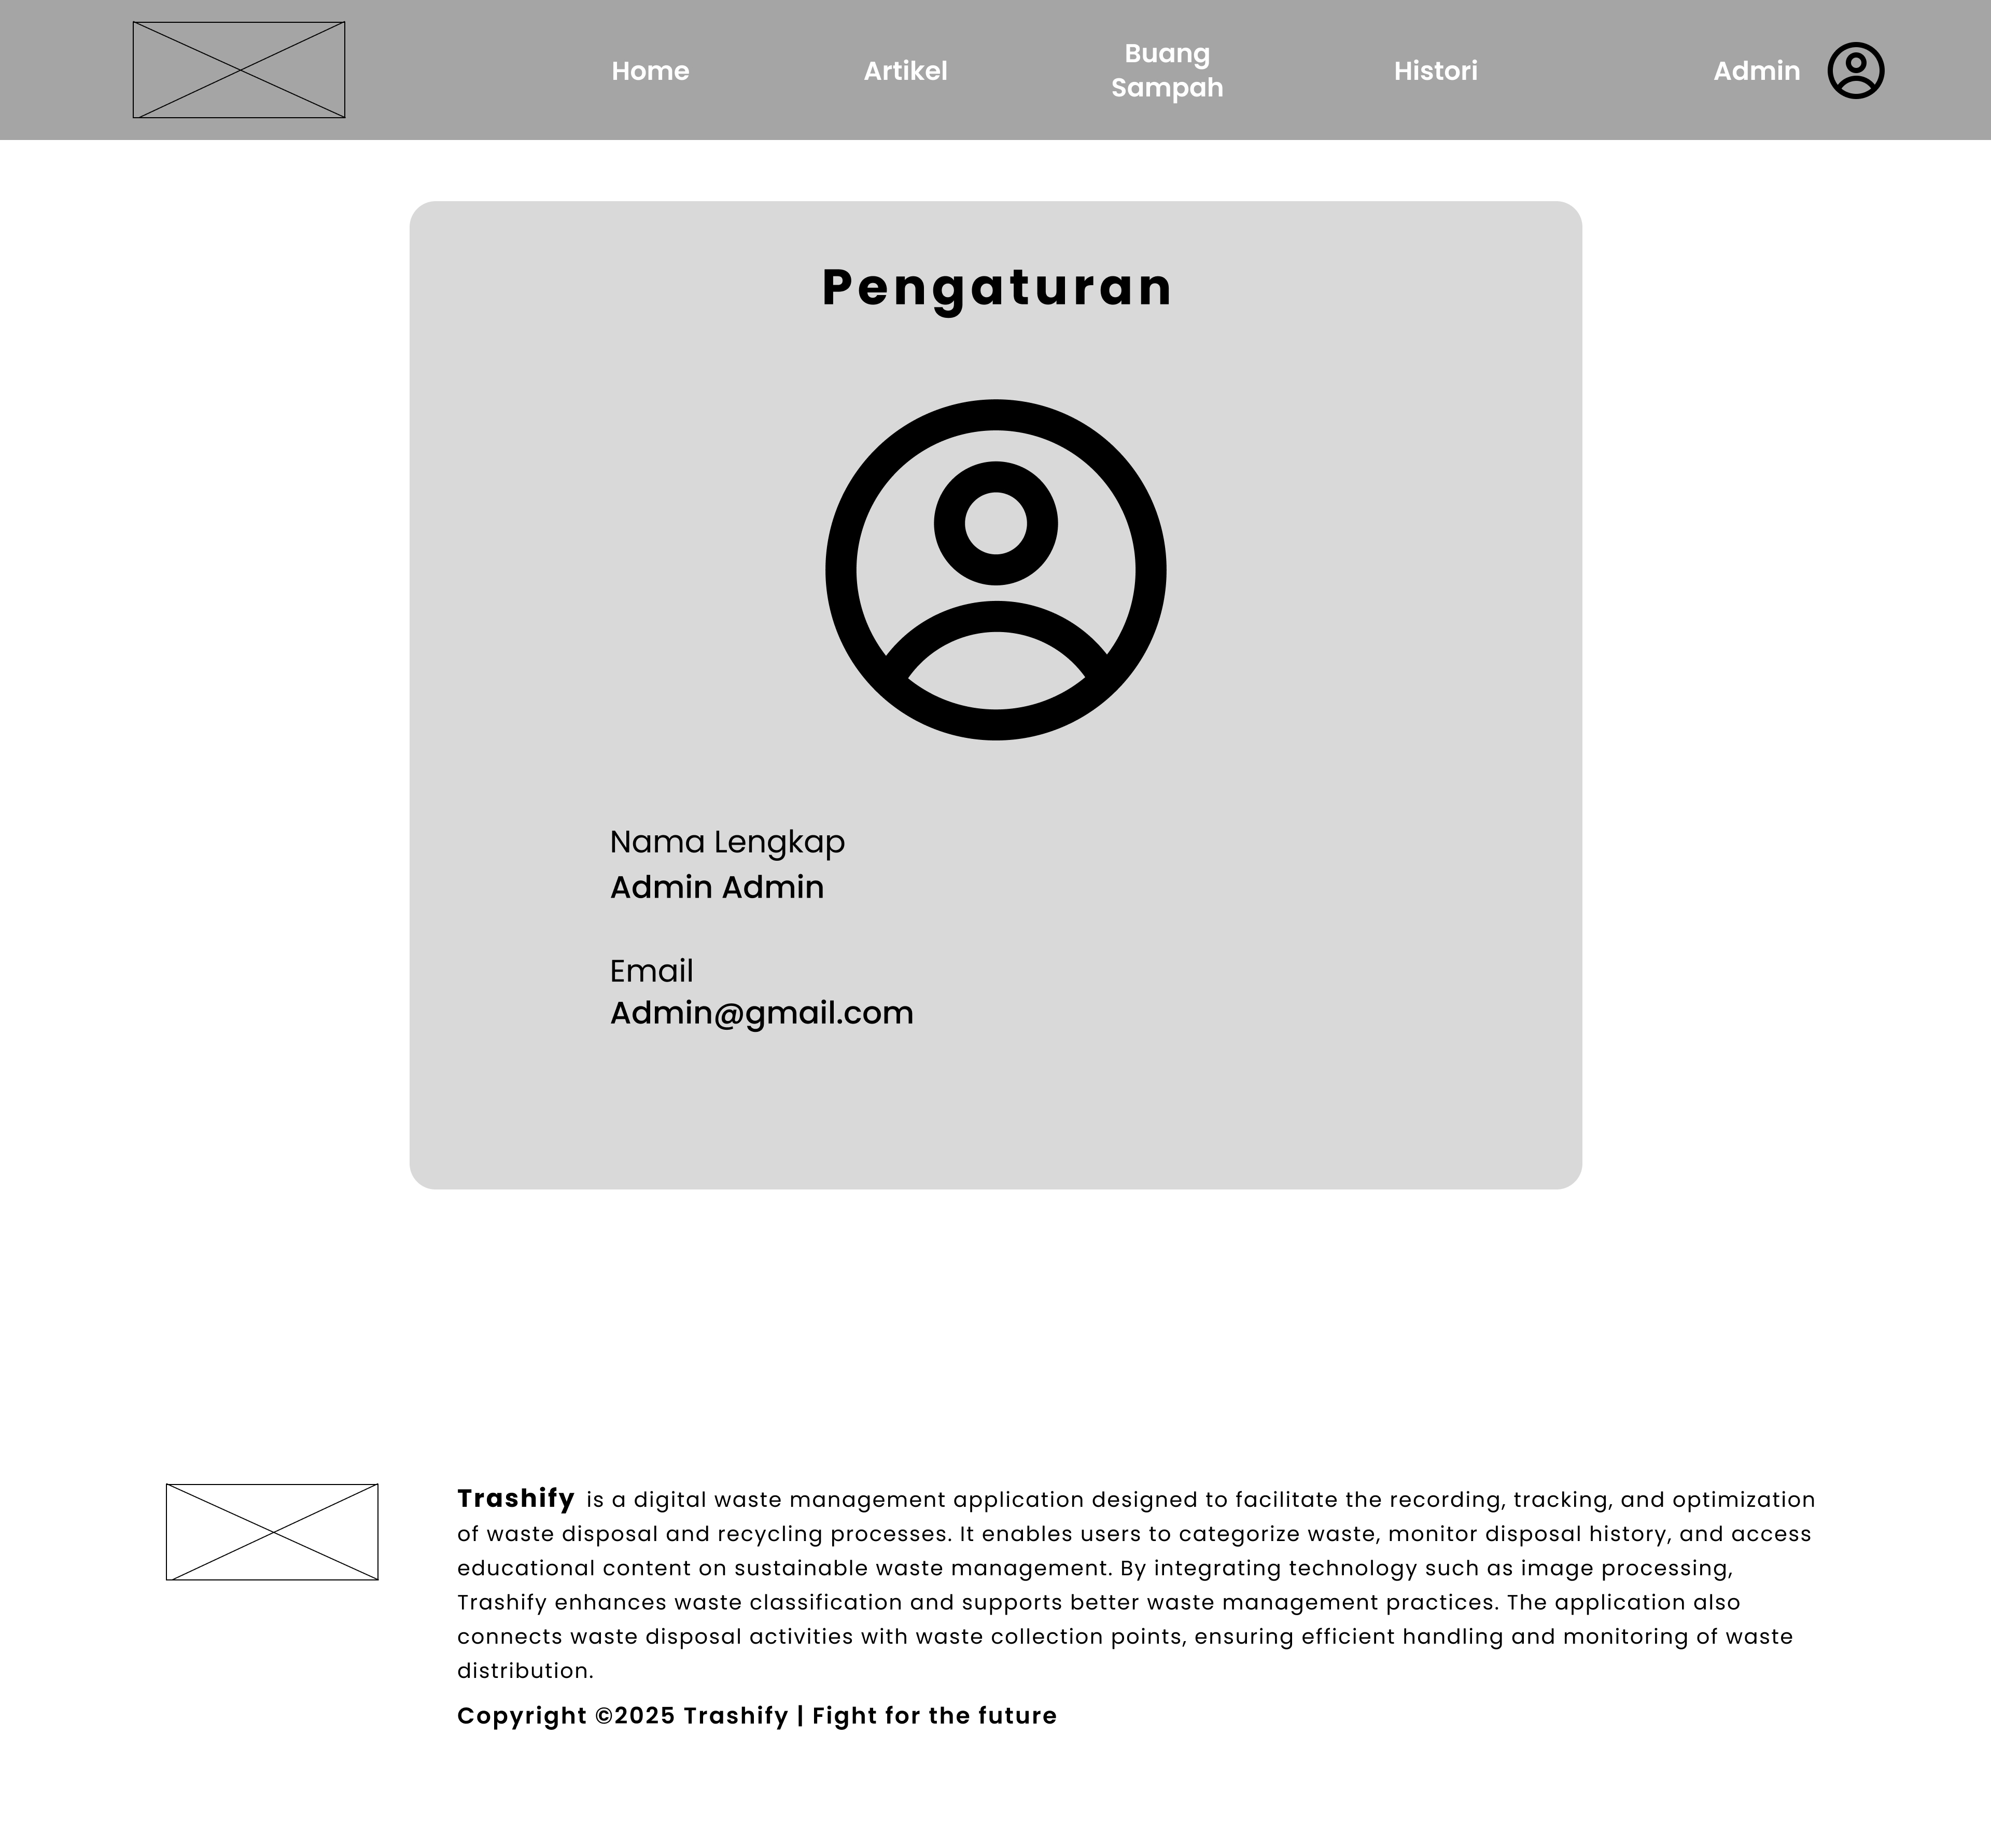 Home
Artikel
Buang
Sampah
Histori
Admin
Pengaturan
Nama Lengkap
Admin Admin
Email
Admin@gmail.com
Trashify is a digital waste management application designed to facilitate the recording, tracking, and optimization
of waste disposal and recycling processes. It enables users to categorize waste, monitor disposal history, and access
educational content on sustainable waste management. By integrating technology such as image processing,
Trashify enhances waste classification and supports better waste management practices. The application also
connects waste disposal activities with waste collection points, ensuring efficient handling and monitoring of waste
distribution.
Copyright ©2025 Trashify | Fight for the future